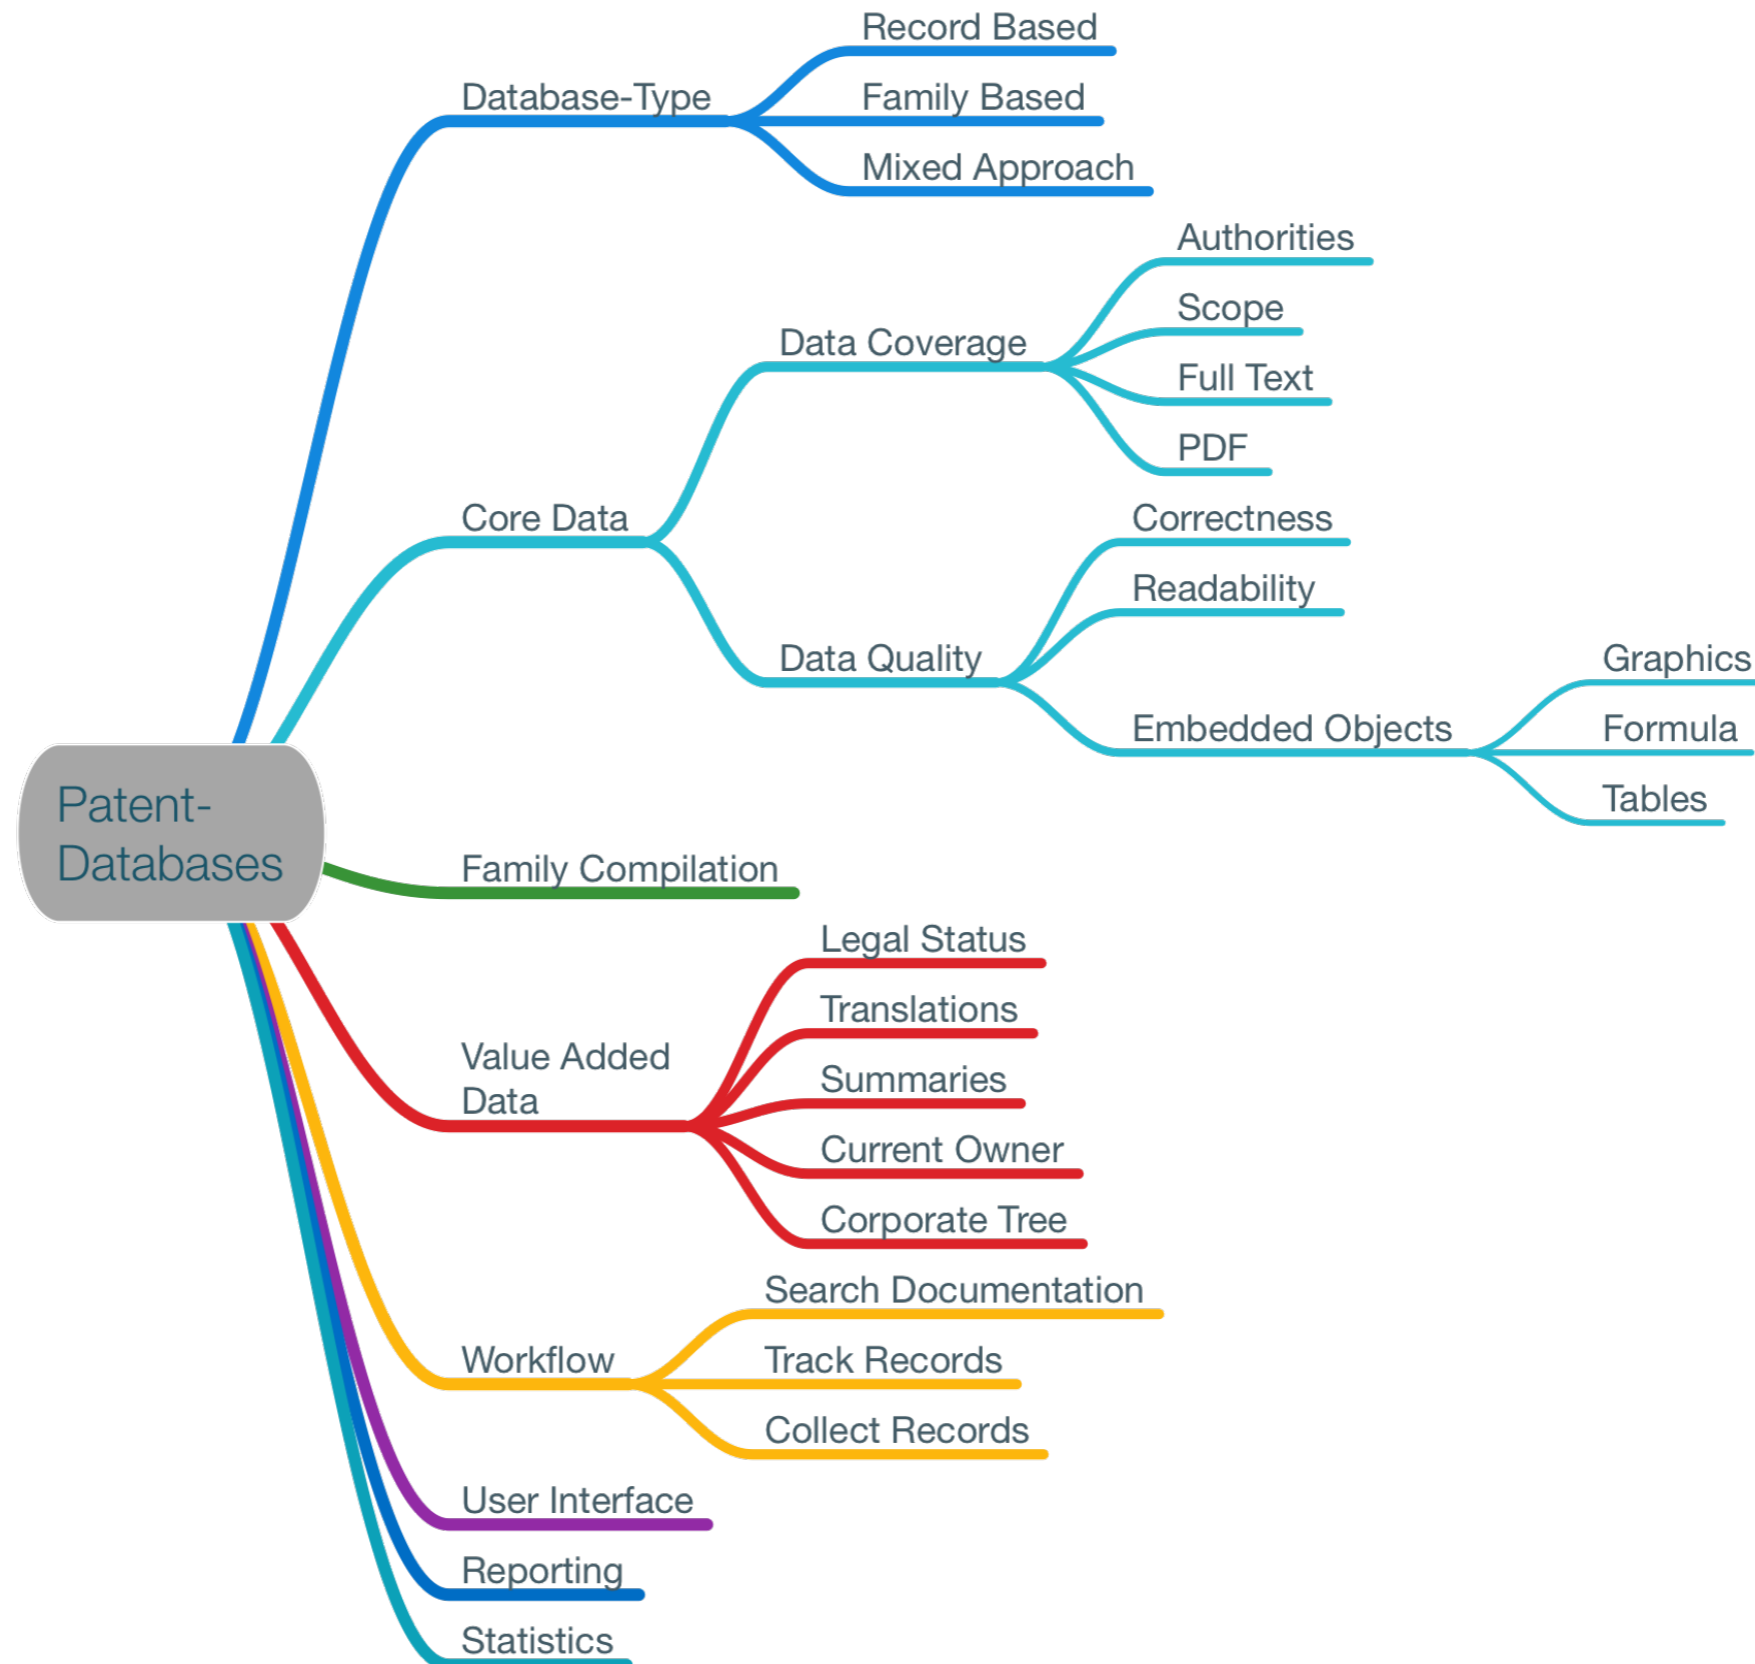 Patent-
Databases
Database-Type
Record Based
Family Based
Mixed Approach
Core Data
Data Coverage
Authorities
Scope
Full Text
PDF
Data Quality
Correctness
Readability
Embedded Objects
Graphics
Formula
Tables
Family Compilation
Value Added
Data
Legal Status
Translations
Summaries
Current Owner
Corporate Tree
Workflow
Search Documentation
Track Records
Collect Records
User Interface
Reporting
Statistics